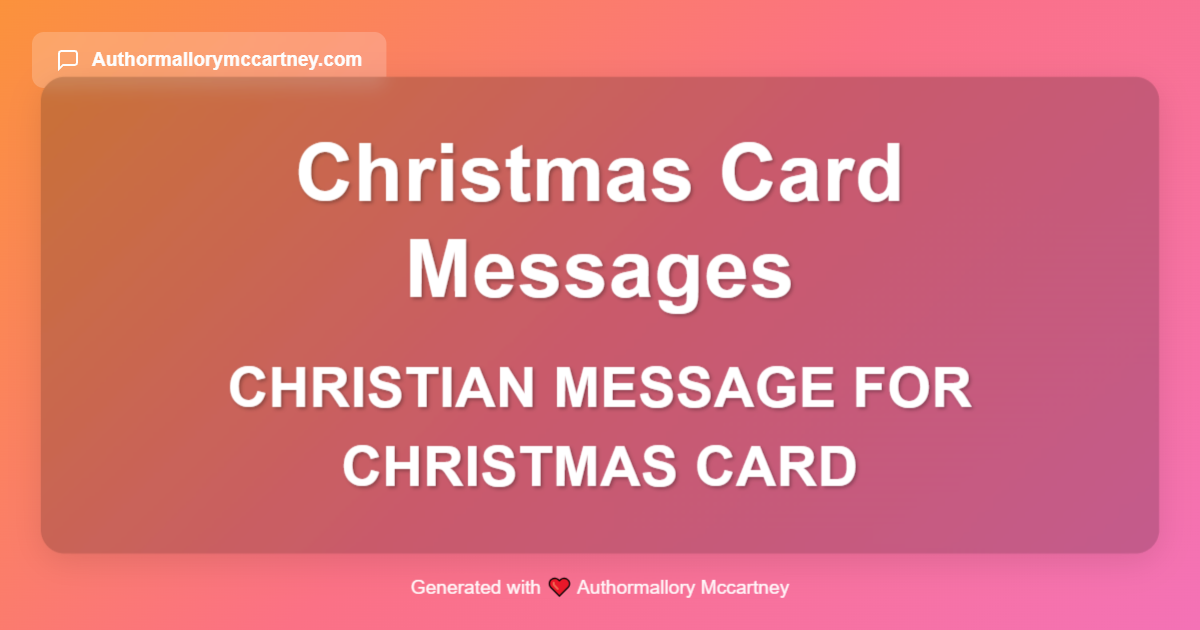 Authormallorymccartney.com
Christmas Card
Messages
CHRISTIAN MESSAGE FOR
CHRISTMAS CARD
Generated with ❤️ Authormallory Mccartney